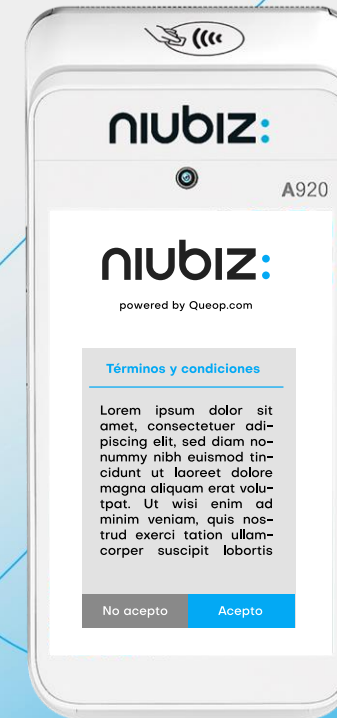 niubiz:
A920
niubiz:
powered by Queop.com
Términos y condiciones
Lorem ipsum dolor sit
amet, consectetuer adi-
piscing elit, sed diam no-
nummy nibh euismod tin-
cidunt ut laoreet dolore
magna aliquam erat volu-
tpat. Ut wisi enim ad
minim veniam, quis nos-
trud exerci tation ullam-
corper suscipit lobortis
No acepto
Acepto